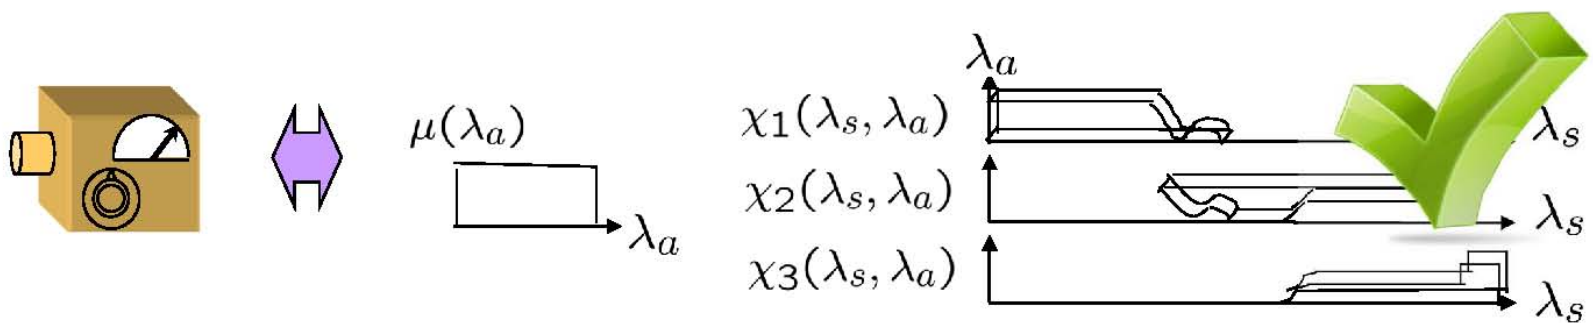 λₐ
μ(λₐ)
λₐ
χ₁(λₛ, λₐ)
λₛ
χ₂(λₛ, λₐ)
λₛ
χ₃(λₛ, λₐ)
λₛ